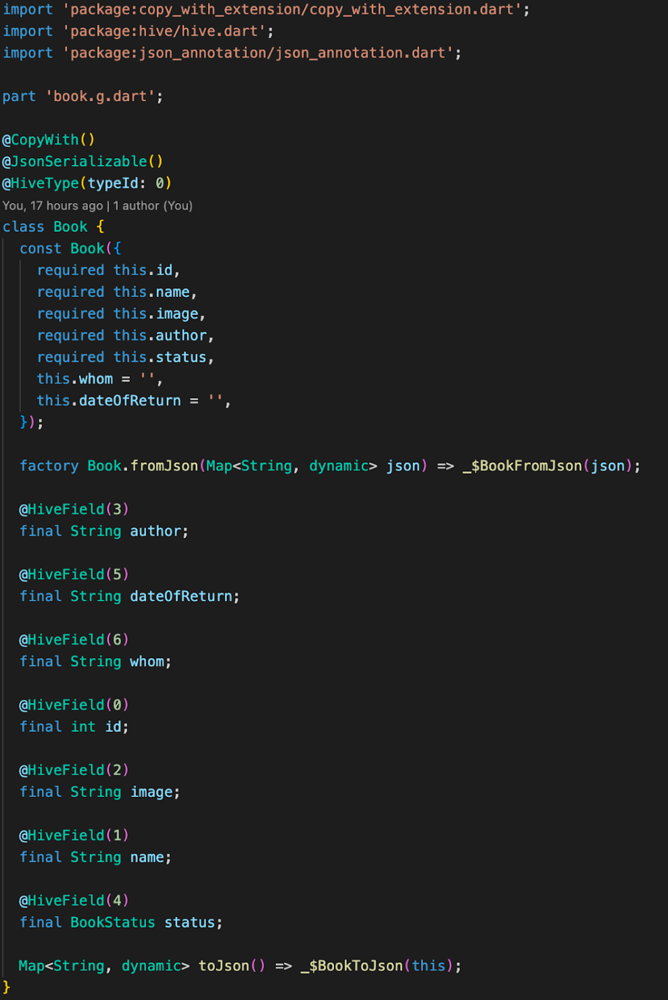 import 'package:copy_with_extension/copy_with_extension.dart';
import 'package:hive/hive.dart';
import 'package:json_annotation/json_annotation.dart';

part 'book.g.dart';

@CopyWith()
@JsonSerializable()
@HiveType(typeId: 0)
You, 17 hours ago | 1 author (You)
class Book {
  const Book({
    required this.id,
    required this.name,
    required this.image,
    required this.author,
    required this.status,
    this.whom = '',
    this.dateOfReturn = '',
  });

  factory Book.fromJson(Map<String, dynamic> json) => _$BookFromJson(json);

  @HiveField(3)
  final String author;

  @HiveField(5)
  final String dateOfReturn;

  @HiveField(6)
  final String whom;

  @HiveField(0)
  final int id;

  @HiveField(2)
  final String image;

  @HiveField(1)
  final String name;

  @HiveField(4)
  final BookStatus status;

  Map<String, dynamic> toJson() => _$BookToJson(this);
}